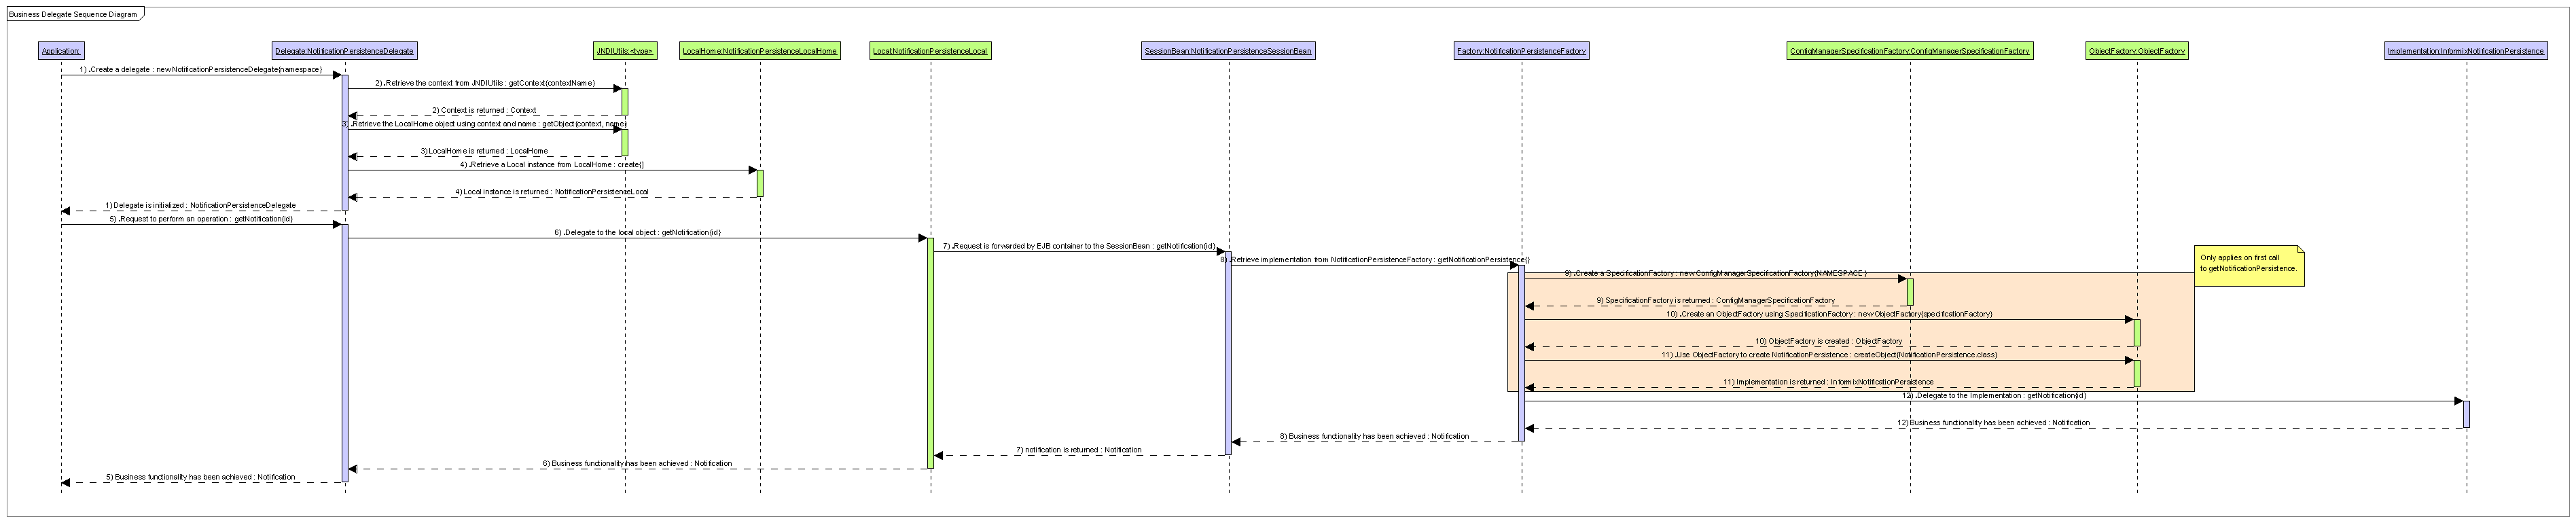 Business Delegate Sequence Diagram
Application:
Delegate:NotificationPersistenceDelegate
JNDIUtils:<type>
LocalHome:NotificationPersistenceLocalHome
Local:NotificationPersistenceLocal
SessionBean:NotificationPersistenceSessionBean
Factory:NotificationPersistenceFactory
ConfigManagerSpecificationFactory:ConfigManagerSpecificationFactory
ObjectFactory:ObjectFactory
Implementation:InformixNotificationPersistence
1) .Create a delegate : new NotificationPersistenceDelegate(namespace)
2) .Retrieve the context from JNDIUtils : getContext(contextName)
2) Context is returned : Context
3) .Retrieve the LocalHome object using context and name : getObject(context, name)
3) LocalHome is returned : LocalHome
4) .Retrieve a Local instance from LocalHome : create()
4) Local instance is returned : NotificationPersistenceLocal
1) Delegate is initialized : NotificationPersistenceDelegate
5) .Request to perform an operation : getNotification(id)
6) .Delegate to the local object : getNotification(id)
7) .Request is forwarded by EJB container to the SessionBean : getNotification(id)
8) .Retrieve implementation from NotificationPersistenceFactory : getNotificationPersistence()
Only applies on first call
to getNotificationPersistence.
9) .Create a SpecificationFactory : new ConfigManagerSpecificationFactory(NAMESPACE )
9) SpecificationFactory is returned : ConfigManagerSpecificationFactory
10) .Create an ObjectFactory using SpecificationFactory : new ObjectFactory(specificationFactory)
10) ObjectFactory is created : ObjectFactory
11) .Use ObjectFactory to create NotificationPersistence : createObject(NotificationPersistence.class)
11) Implementation is returned : InformixNotificationPersistence
12) .Delegate to the Implementation : getNotification(id)
12) Business functionality has been achieved : Notification
8) Business functionality has been achieved : Notification
7) notification is returned : Notification
6) Business functionality has been achieved : Notification
5) Business functionality has been achieved : Notification